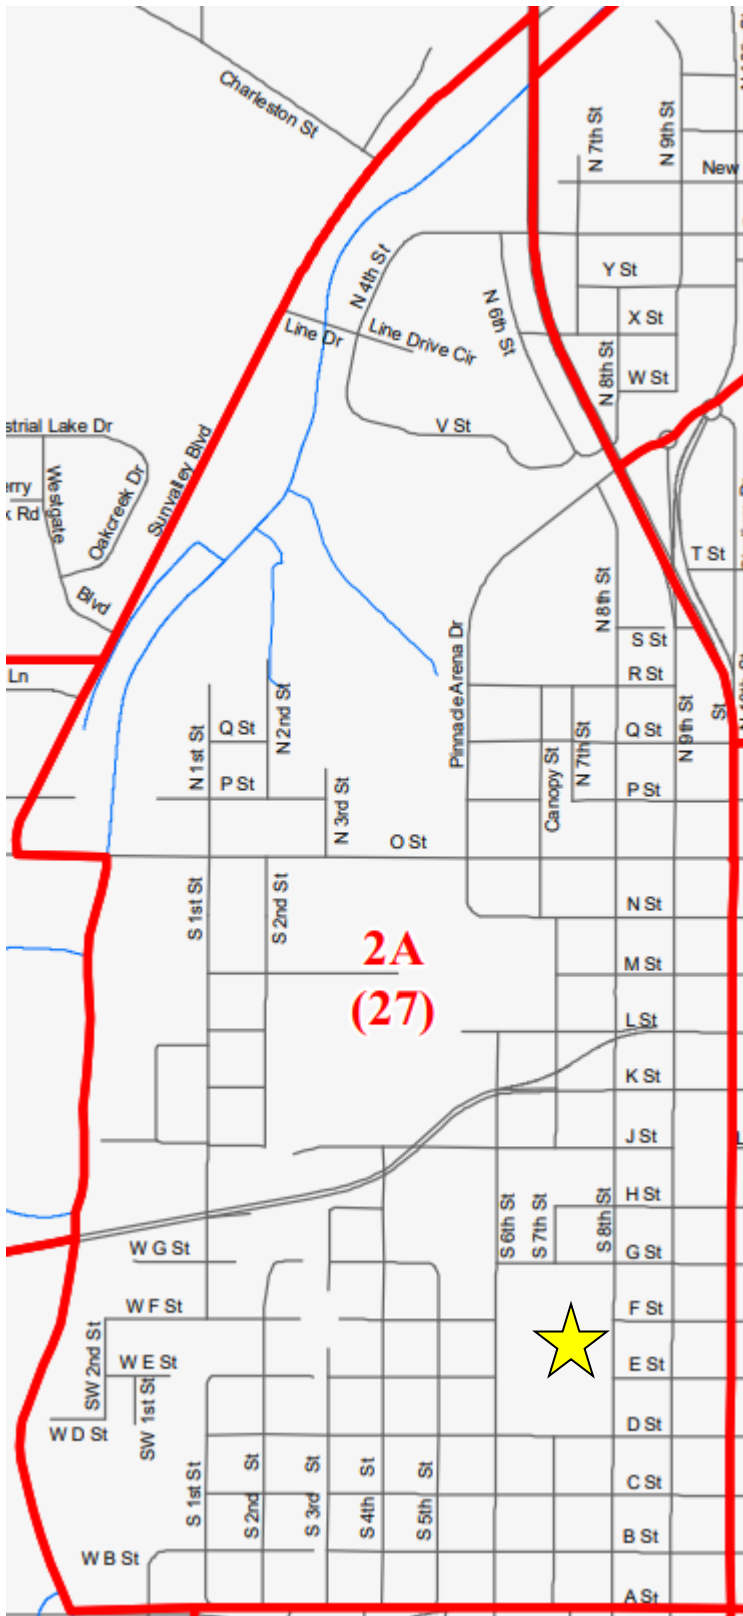 Charleston St
N 7th St
N 9th St
New
N 4th St
Y St
N 6th St
X St
Line Dr
Line Drive Cir
N 8th St
W St
V St
strial Lake Dr
Sunvalley Blvd
Oakcreek Dr
Westgate
erry
k Rd
T St
Blvd
N 8th St
S St
Pinnacle Arena Dr
Ln
R St
N 2nd St
N 1st St
Q St
Q St
N 7th St
N 9th St
St
N 10th St
P St
P St
Canopy St
N 3rd St
O St
S 1st St
S 2nd St
N St
2A
(27)
M St
L St
K St
J St
L
H St
S 6th St
S 7th St
S 8th St
W G St
G St
W F St
F St
SW 2nd St
W E St
E St
SW 1st St
W D St
D St
S 1st St
S 2nd St
S 3rd St
S 4th St
S 5th St
C St
B St
W B St
A St